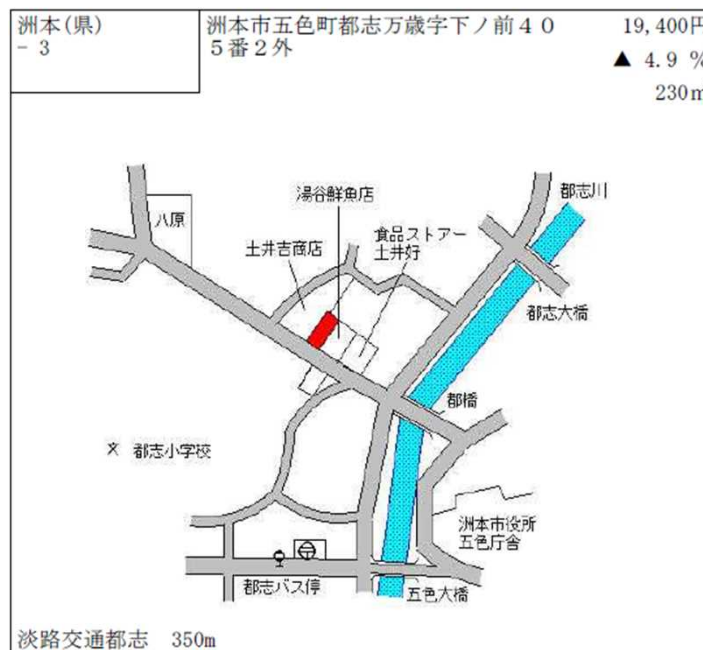 洲本(県)
- 3
洲本市五色町都志万歳字下ノ前４０
５番２外
19,400円
▲ 4.9 %
230m
湯谷鮮魚店
都志川
八原
食品ストアー
土井好
土井吉商店
都志大橋
都橋
文 都志小学校
洲本市役所
五色庁舎
都志バス停
五色大橋
淡路交通都志 350m